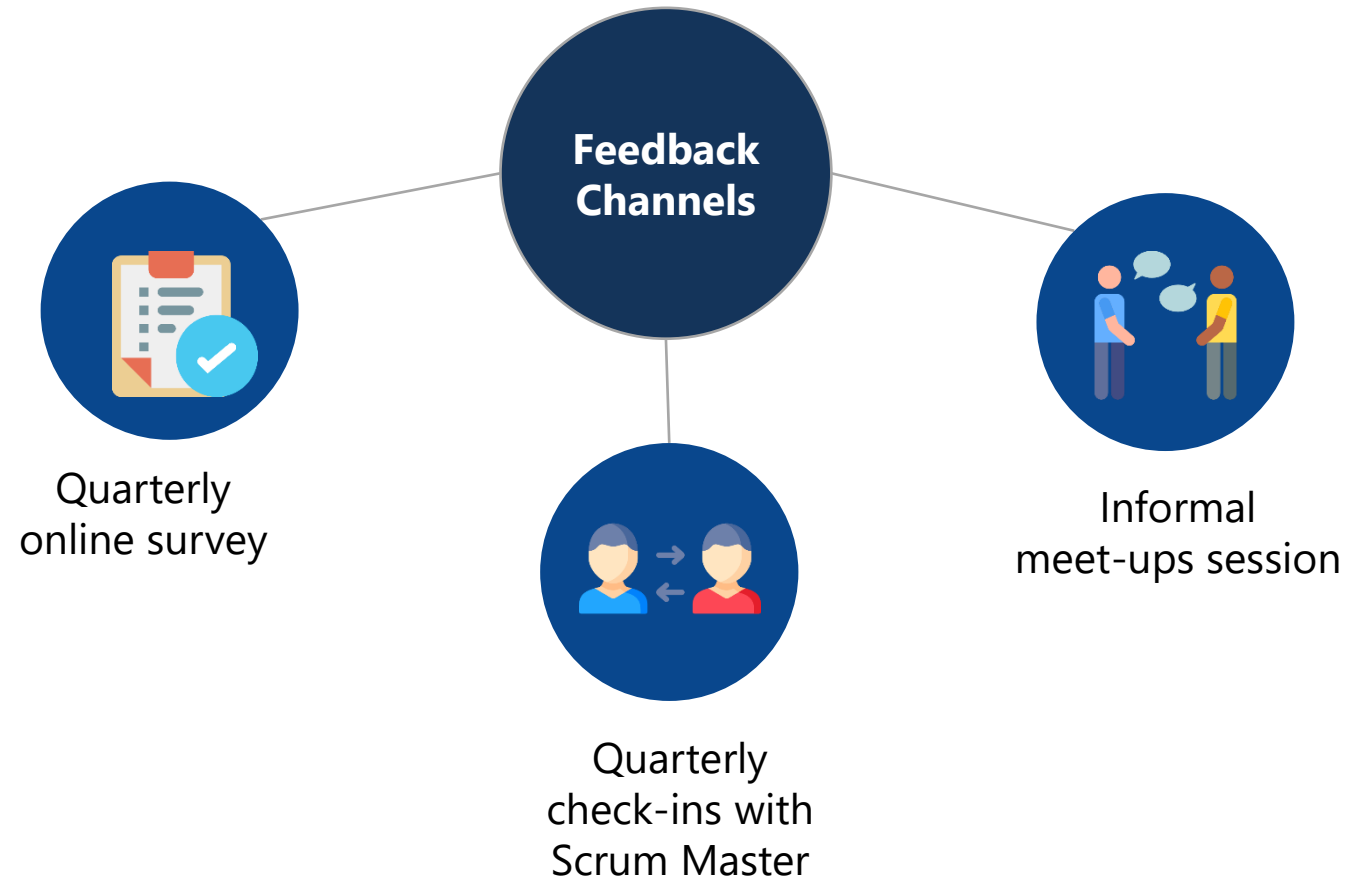 Feedback
Channels
Quarterly
online survey
Informal
meet-ups session
Quarterly
check-ins with
Scrum Master